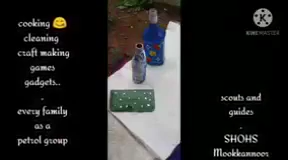 cooking 😋
cleaning
craft making
games
gadgets..
.
every family
as a
petrol group
KINEMASTER
scouts and
guides
.
SHOHS
Mookkannoor